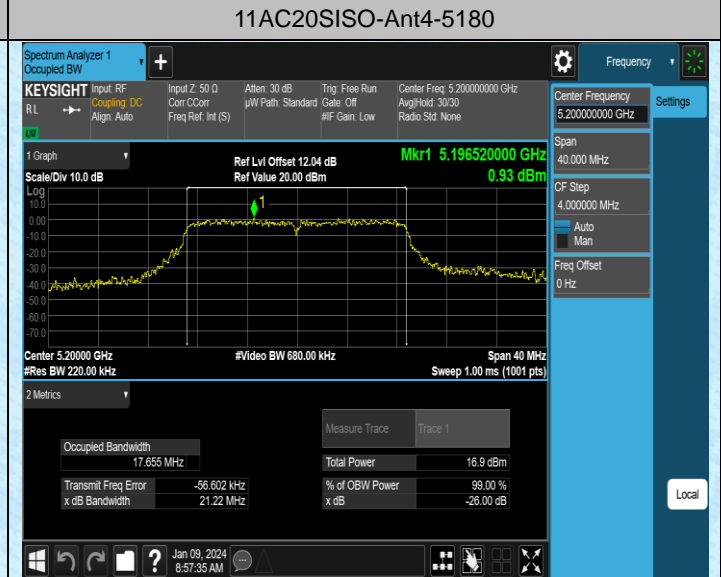 11AC20SISO-Ant4-5180
Spectrum Analyzer 1
Occupied BW
Frequency
KEYSIGHT
RL
Input: RF
Coupling: DC
Align: Auto
Input Z: 50 Ω
Corr CCorr
Freq Ref: Int (S)
Atten: 30 dB
µW Path: Standard
Trig: Free Run
Gate: Off
#IF Gain: Low
Center Freq: 5.200000000 GHz
Avg|Hold: 30/30
Radio Std: None
Center Frequency
5.200000000 GHz
Settings
Span
40.000 MHz
CF Step
4.000000 MHz
Auto
Man
Freq Offset
0 Hz
1 Graph
Scale/Div 10.0 dB
Ref Lvl Offset 12.04 dB
Ref Value 20.00 dBm
Mkr1 5.196520000 GHz
0.93 dBm
Log
10.0
0.00
-10.0
-20.0
-30.0
-40.0
-50.0
-60.0
-70.0
1
Center 5.20000 GHz
#Video BW 680.00 kHz
Span 40 MHz
#Res BW 220.00 kHz
Sweep 1.00 ms (1001 pts)
2 Metrics
Measure Trace
Trace 1
Occupied Bandwidth
17.655 MHz
Total Power
16.9 dBm
Transmit Freq Error
-56.602 kHz
% of OBW Power
99.00 %
x dB Bandwidth
21.22 MHz
x dB
-26.00 dB
Local
?
Jan 09, 2024
8:57:35 AM